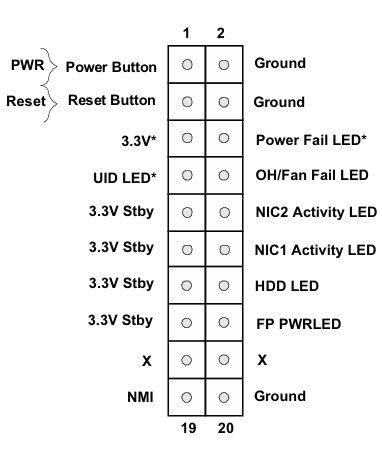 1 2
PWR Power Button Ground
Reset Reset Button Ground
3.3V* Power Fail LED*
UID LED* OH/Fan Fail LED
3.3V Stby NIC2 Activity LED
3.3V Stby NIC1 Activity LED
3.3V Stby HDD LED
3.3V Stby FP PWRLED
X X
NMI Ground
19 20